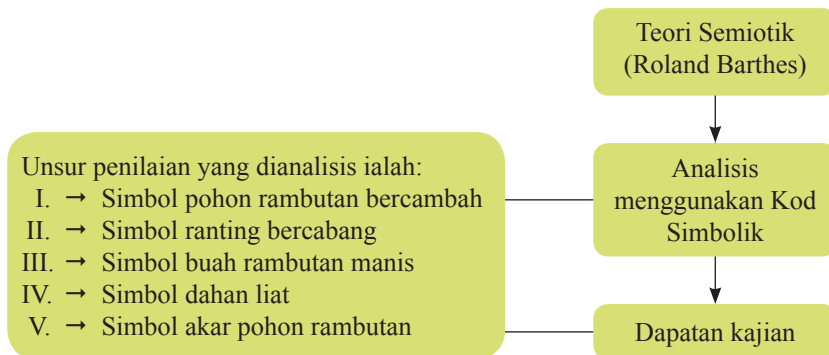 Teori Semiotik
(Roland Barthes)
Unsur penilaian yang dianalisis ialah:
I. → Simbol pohon rambutan bercambah
II. → Simbol ranting bercabang
III. → Simbol buah rambutan manis
IV. → Simbol dahan liat
V. → Simbol akar pohon rambutan
Analisis
menggunakan Kod
Simbolik
Dapatan kajian